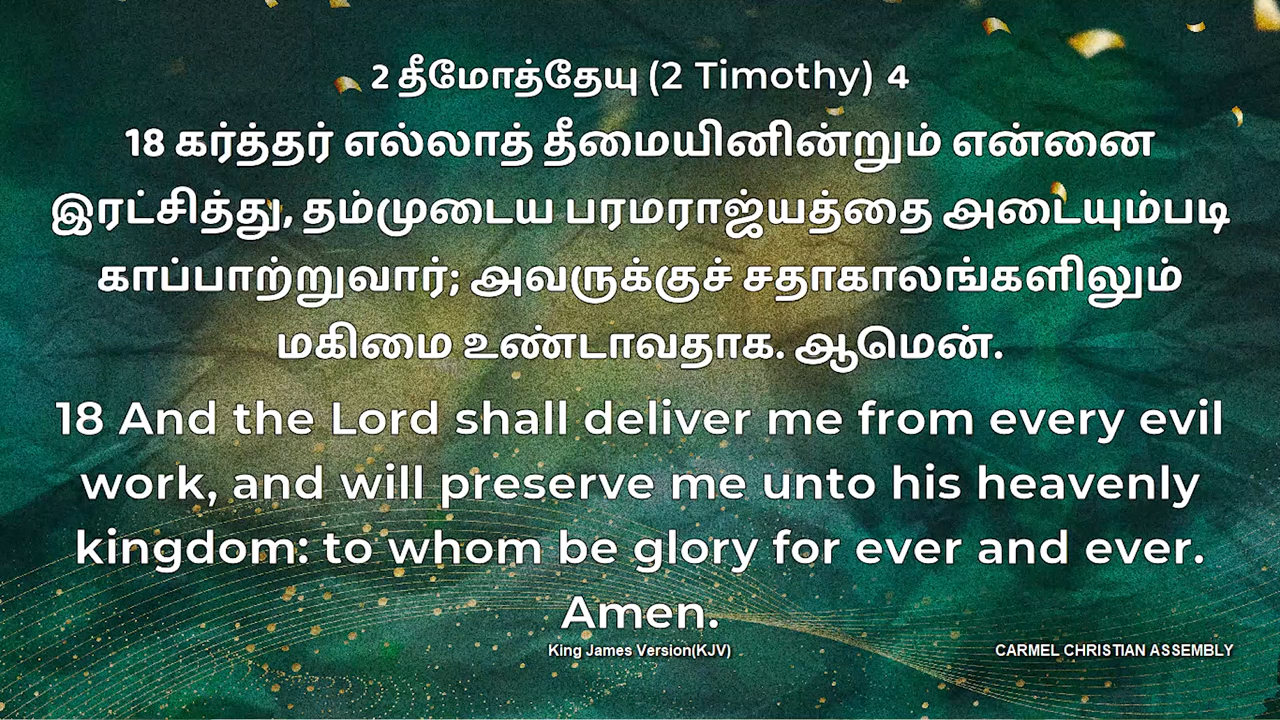 2 தீமோத்தேயு (2 Timothy) 4
18 கர்த்தர் எல்லாத் தீமையினின்றும் என்னை
இரட்சித்து, தம்முடைய பரமராஜ்யத்தை அடையும்படி
காப்பாற்றுவார்; அவருக்குச் சதாகாலங்களிலும்
மகிமை உண்டாவதாக. ஆமென்.
18 And the Lord shall deliver me from every evil
work, and will preserve me unto his heavenly
kingdom: to whom be glory for ever and ever.
Amen.
King James Version(KJV)
CARMEL CHRISTIAN ASSEMBLY